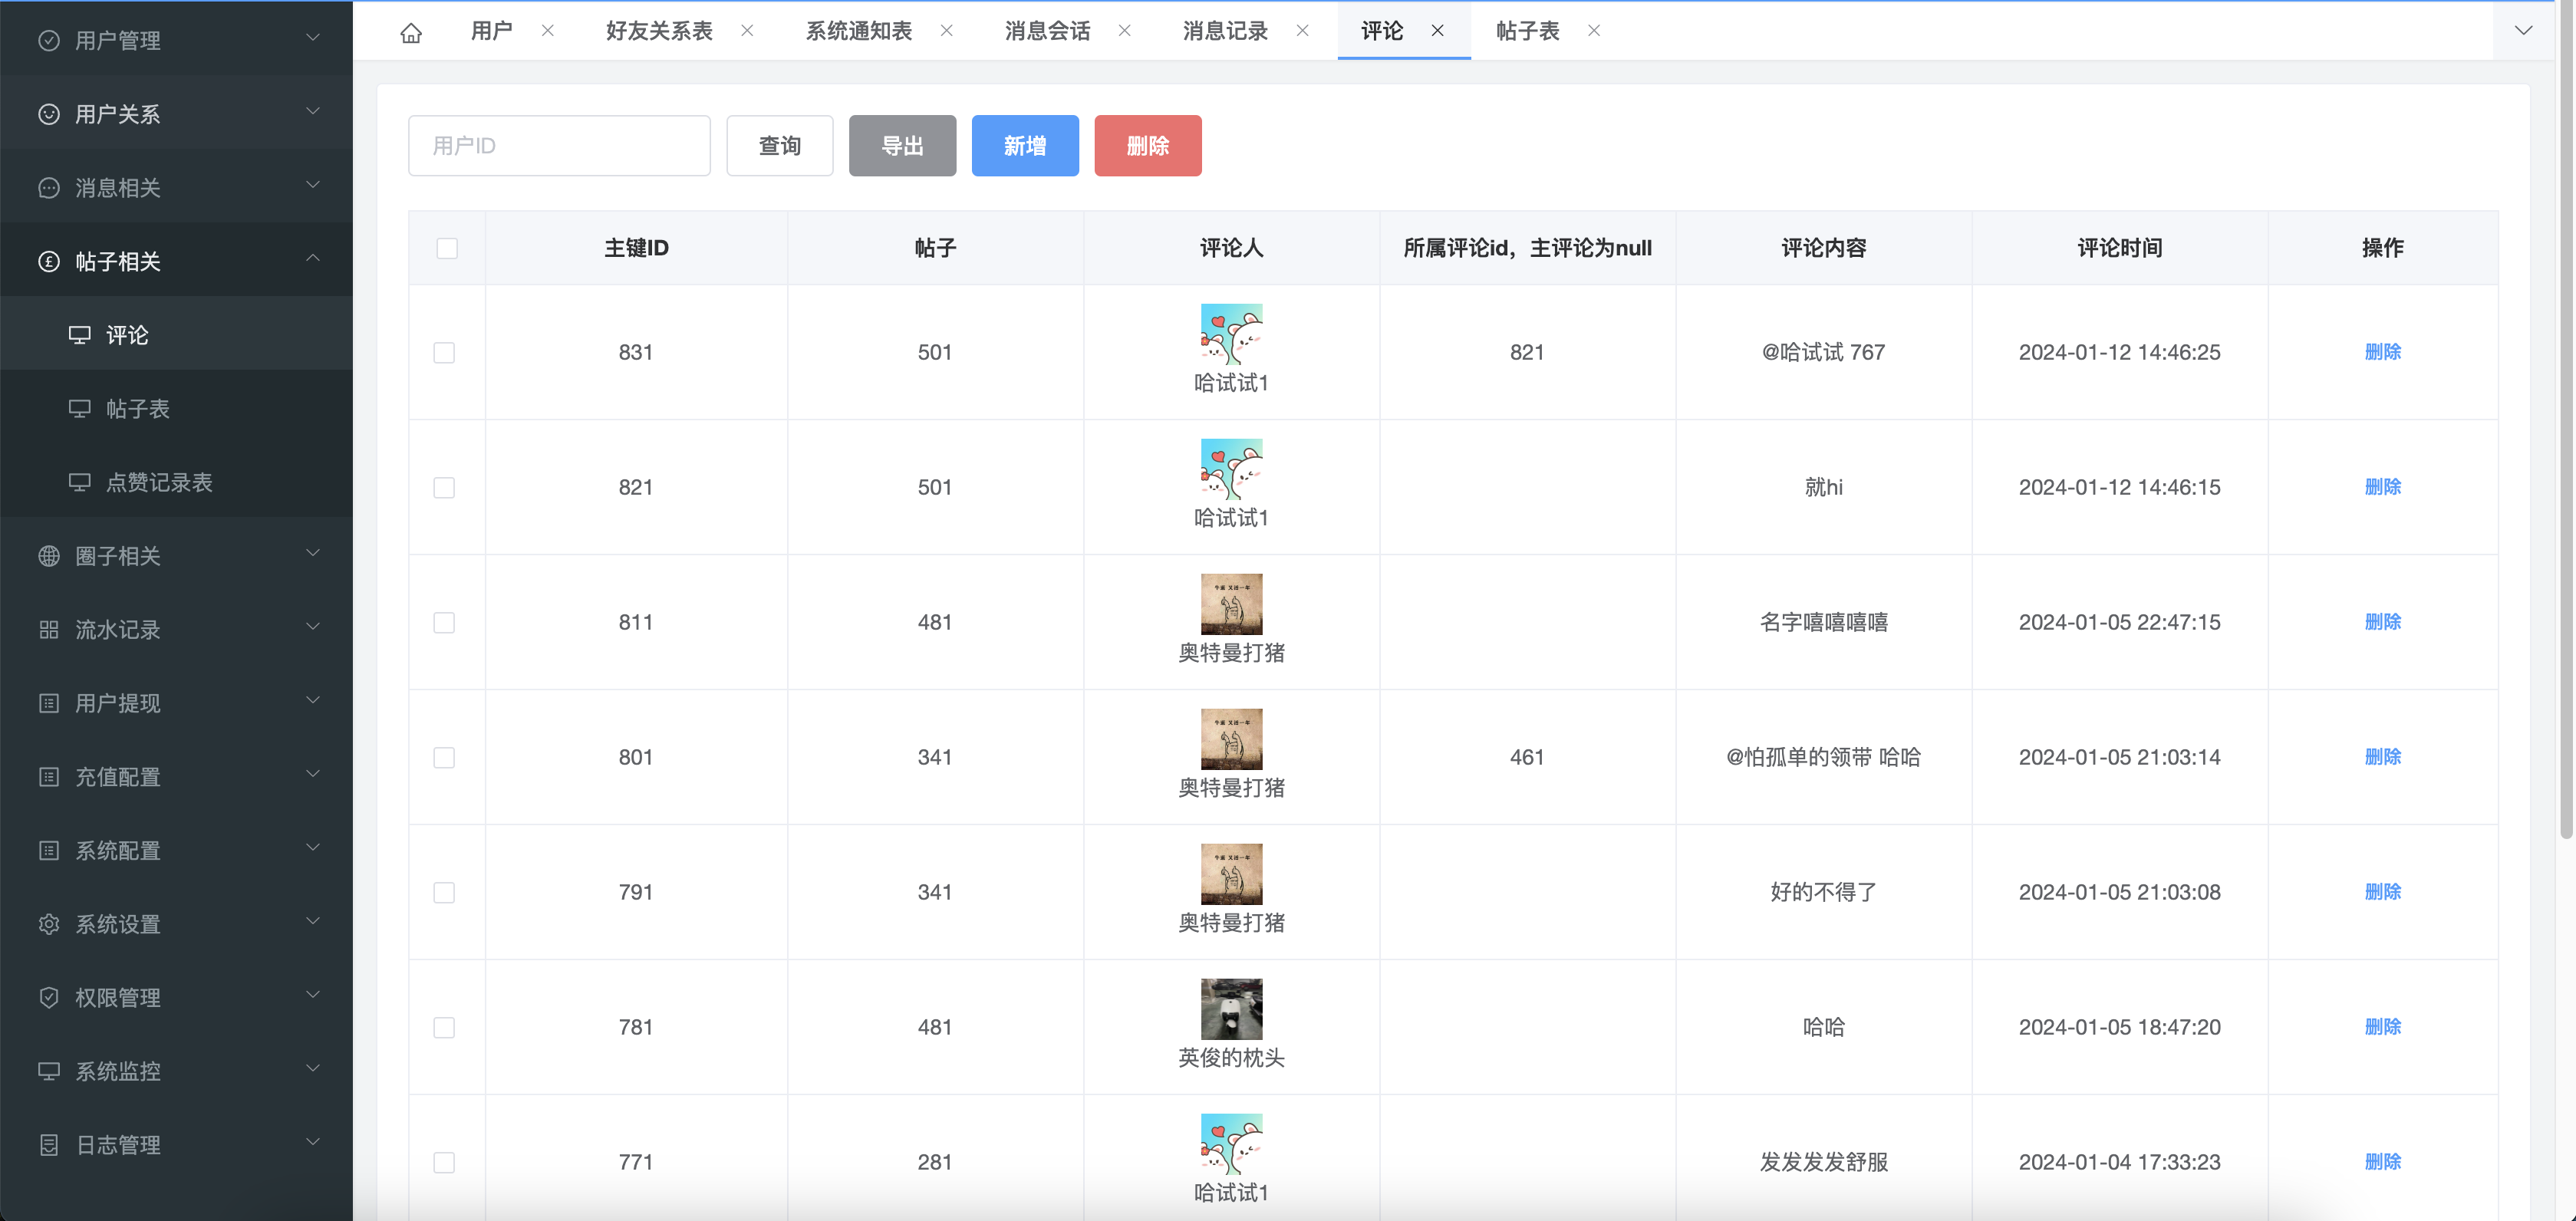 用户管理
用户关系
消息相关
帖子相关
评论
帖子表
点赞记录表
圈子相关
流水记录
用户提现
充值配置
系统配置
系统设置
权限管理
系统监控
日志管理
用户 好友关系表 系统通知表 消息会话 消息记录 评论 帖子表
用户ID 查询 导出 新增 删除
主键ID 帖子 评论人 所属评论id，主评论为null 评论内容 评论时间 操作
831 501 哈试试1 821 @哈试试 767 2024-01-12 14:46:25 删除
821 501 哈试试1 就hi 2024-01-12 14:46:15 删除
811 481 奥特曼打猪 名字嘻嘻嘻嘻 2024-01-05 22:47:15 删除
801 341 奥特曼打猪 461 @怕孤单的领带 哈哈 2024-01-05 21:03:14 删除
791 341 奥特曼打猪 好的不得了 2024-01-05 21:03:08 删除
781 481 英俊的枕头 哈哈 2024-01-05 18:47:20 删除
771 281 哈试试1 发发发发舒服 2024-01-04 17:33:23 删除